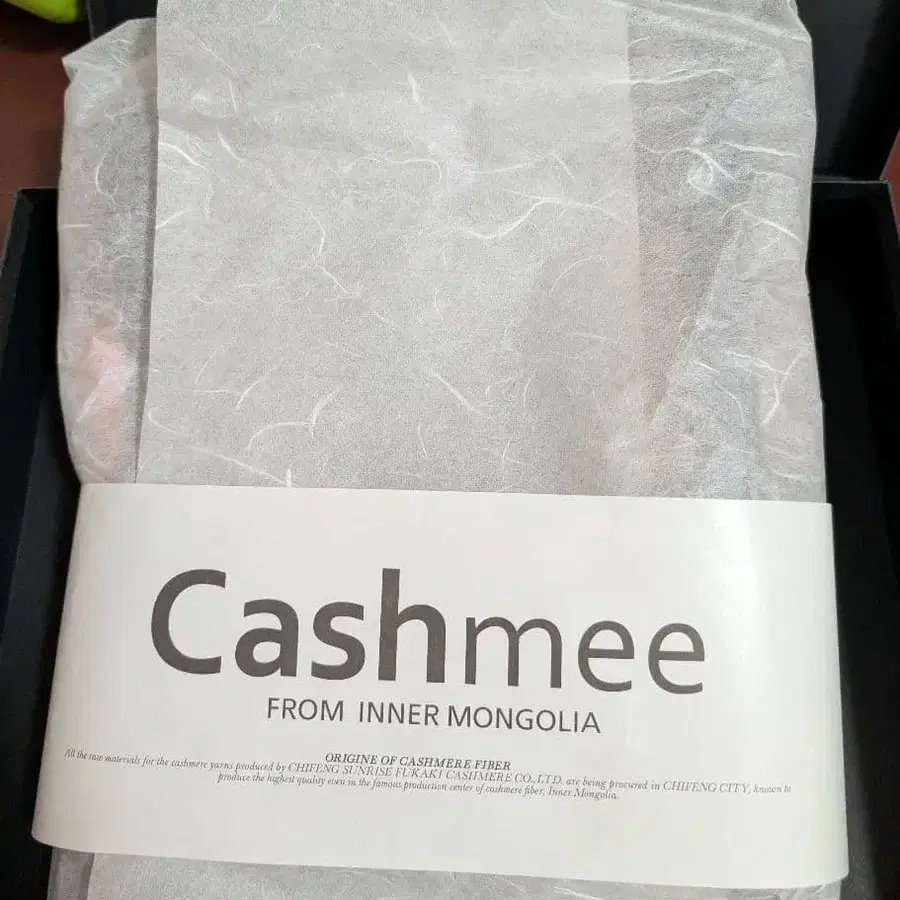 Cashmee
FROM INNER MONGOLIA
ORIGINE OF CASHMERE FIBER
All the raw materials for the cashmere yarns produced by CHIFENG SUNRISE FUKAKI CASHMERE CO.,LTD. are being procured in CHIFENG CITY, known to
produce the highest quality even in the famous production center of cashmere fiber, Inner Mongolia.